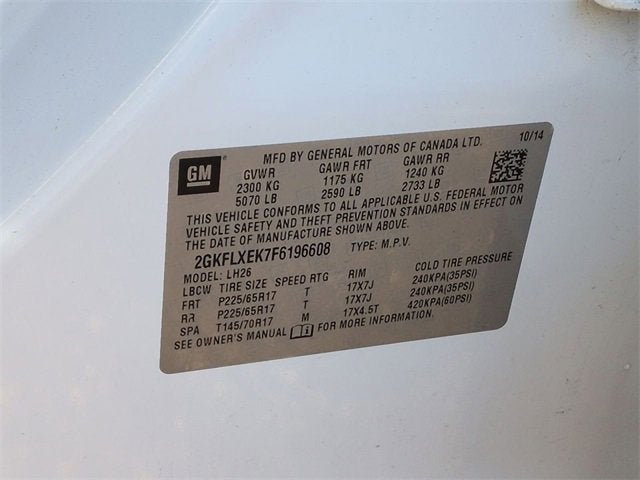 GM
MFD BY GENERAL MOTORS OF CANADA LTD. 10/14
GVWR GAWR FRT GAWR RR
2300 KG 1175 KG 1240 KG
5070 LB 2590 LB 2733 LB
THIS VEHICLE CONFORMS TO ALL APPLICABLE U.S. FEDERAL MOTOR
VEHICLE SAFETY AND THEFT PREVENTION STANDARDS IN EFFECT ON
THE DATE OF MANUFACTURE SHOWN ABOVE.
2GKFLXEK7F6196608 TYPE: M.P.V.
MODEL: LH26
LBCW TIRE SIZE SPEED RTG RIM COLD TIRE PRESSURE
FRT P225/65R17 T 17X7J 240KPA(35PSI)
RR P225/65R17 T 17X7J 240KPA(35PSI)
SPA T145/70R17 M 17X4.5T 420KPA(60PSI)
SEE OWNER'S MANUAL FOR MORE INFORMATION.